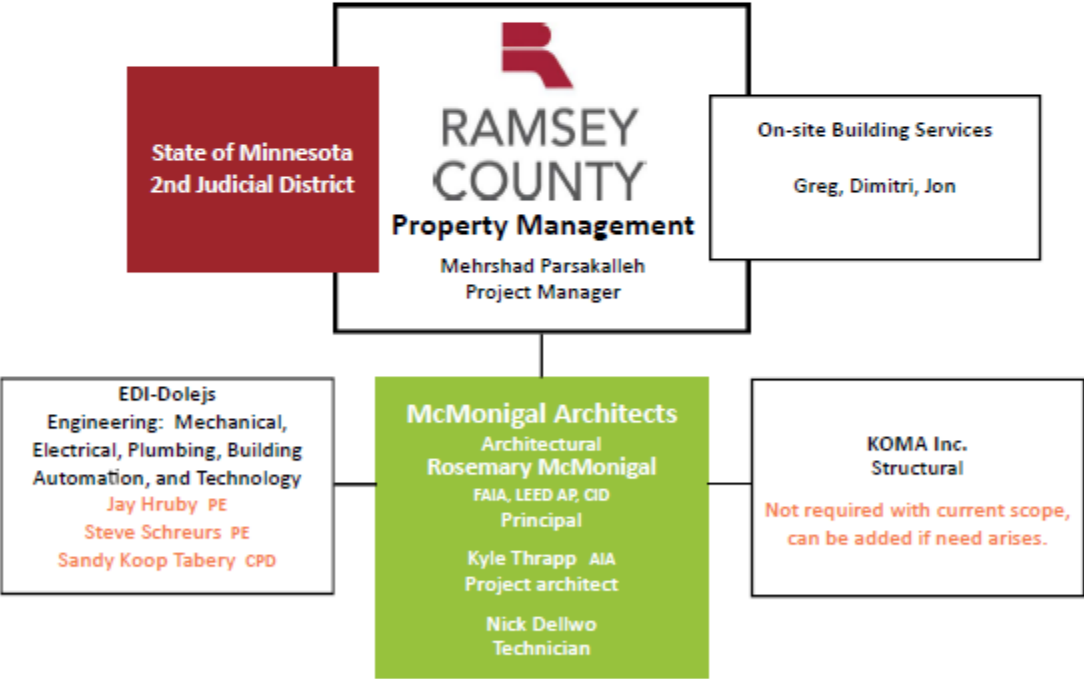 State of Minnesota
2nd Judicial District
RAMSEY
COUNTY
Property Management
Mehrshad Parsakalleh
Project Manager
On-site Building Services
Greg, Dimitri, Jon
EDI-Dolejs
Engineering: Mechanical,
Electrical, Plumbing, Building
Automation, and Technology
Jay Hruby PE
Steve Schreurs PE
Sandy Koop Tabery CPD
McMonigal Architects
Architectural
Rosemary McMonigal
FAIA, LEED AP, CID
Principal
Kyle Thrapp AIA
Project architect
Nick Dellwo
Technician
KOMA Inc.
Structural
Not required with current scope,
can be added if need arises.